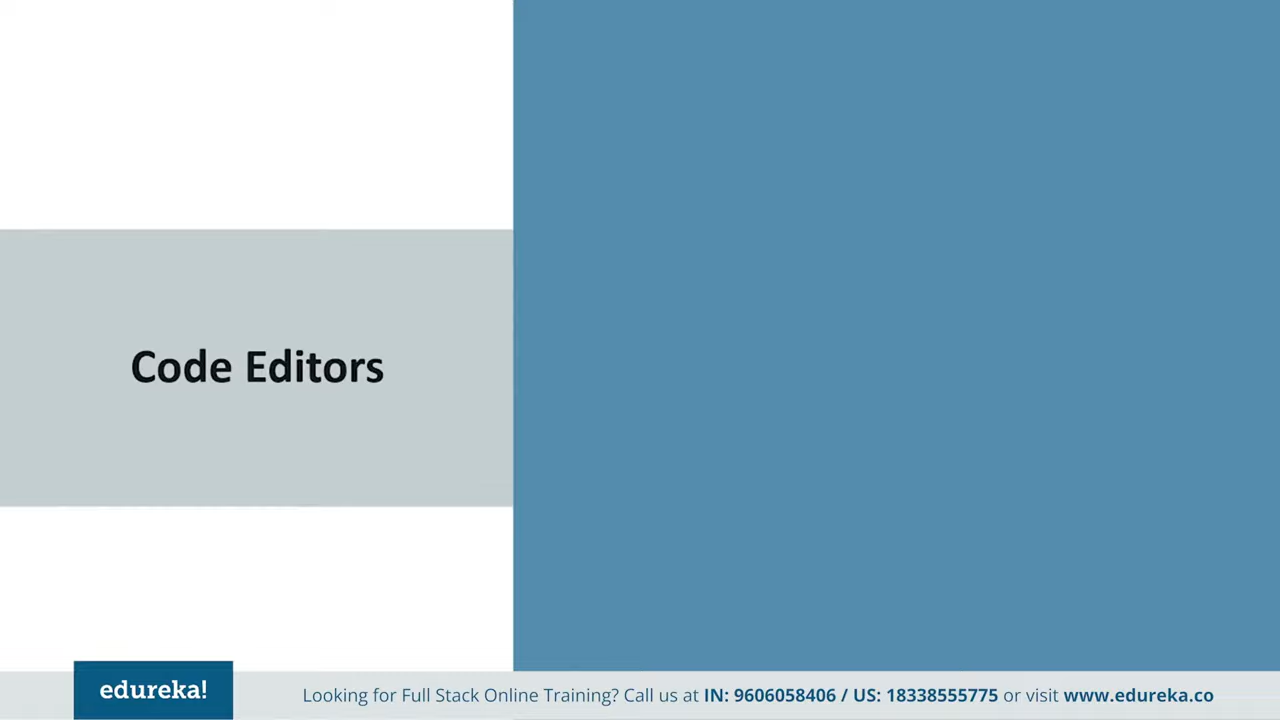 Code Editors
edureka!
Looking for Full Stack Online Training? Call us at IN: 9606058406 / US: 18338555775 or visit www.edureka.co